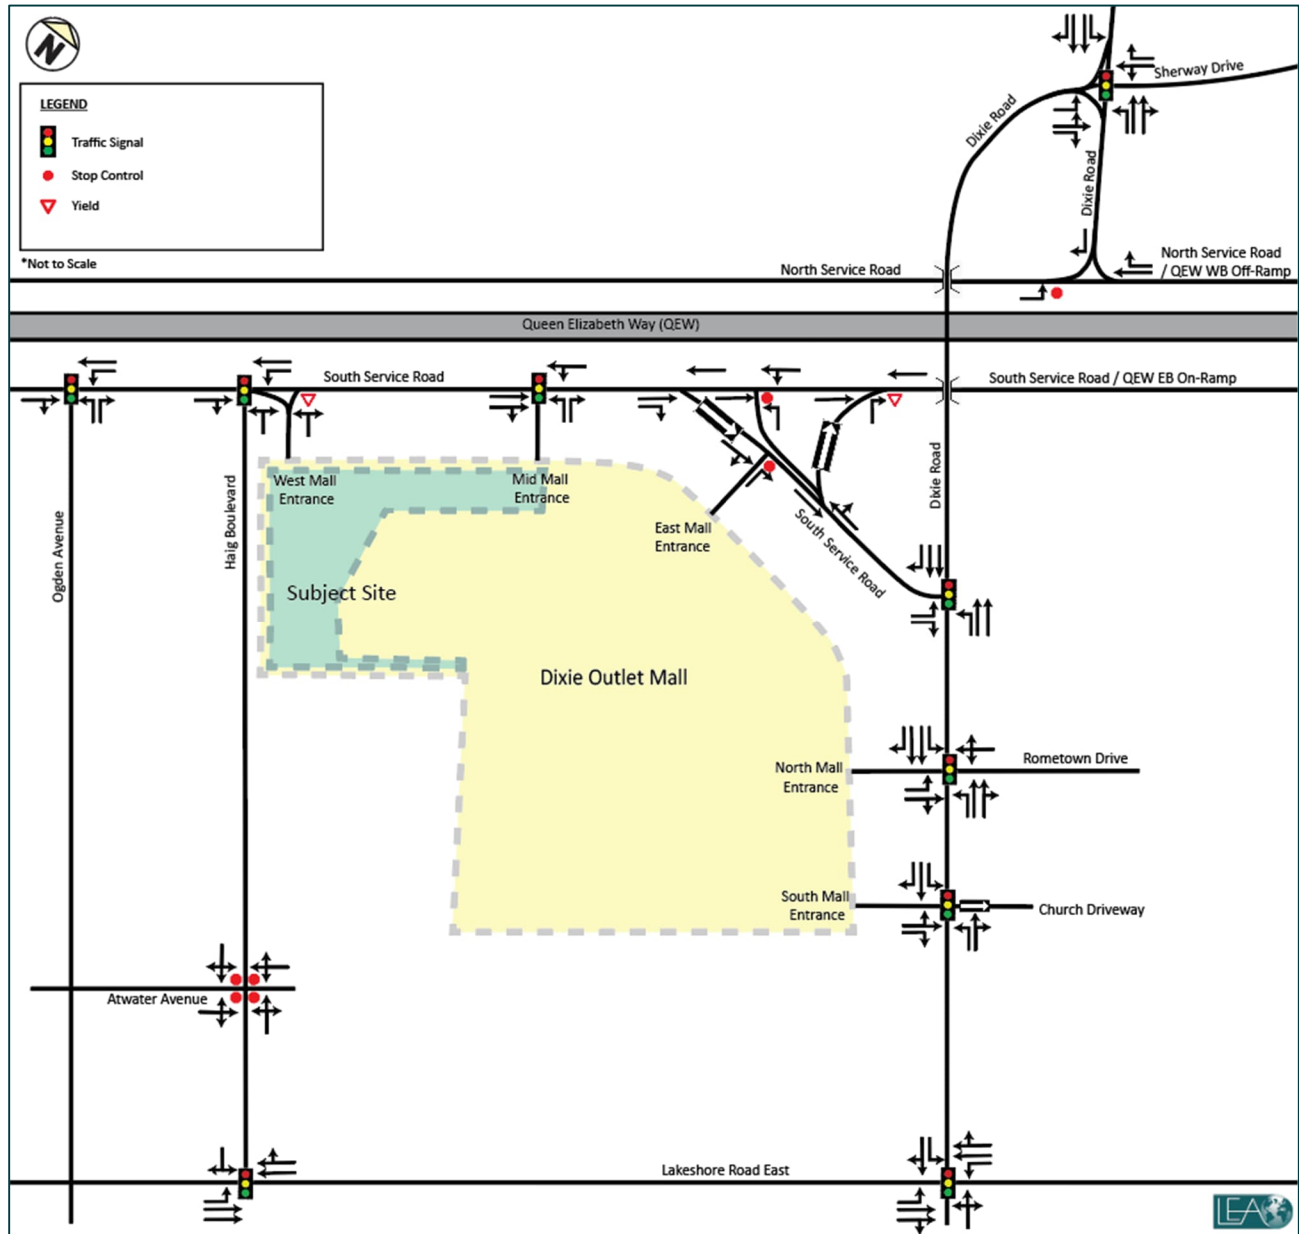 N
LEGEND
Traffic Signal
Stop Control
Yield
*Not to Scale
Sherway Drive
Dixie Road
Dixie Road
North Service Road
North Service Road
/ QEW WB Off-Ramp
Queen Elizabeth Way (QEW)
South Service Road
South Service Road / QEW EB On-Ramp
Ogden Avenue
Haig Boulevard
West Mall
Entrance
Mid Mall
Entrance
East Mall
Entrance
South Service Road
Dixie Road
Subject Site
Dixie Outlet Mall
North Mall
Entrance
Rometown Drive
South Mall
Entrance
Church Driveway
Atwater Avenue
Lakeshore Road East
LEA